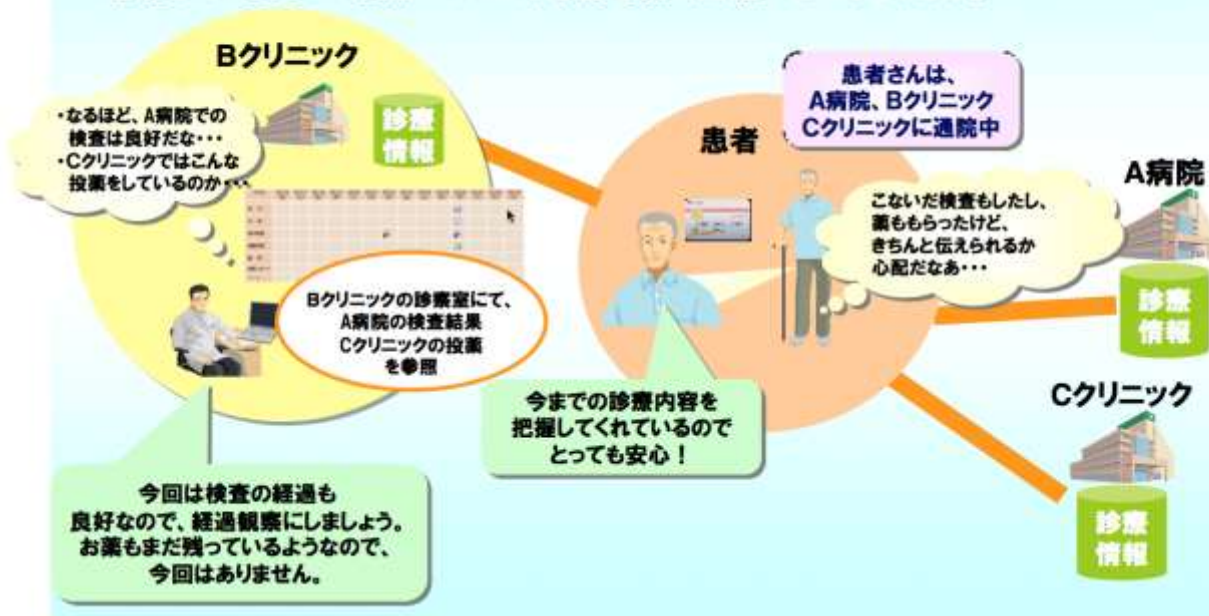 Bクリニック
・なるほど、A病院での
検査は良好だな・・・
・Cクリニックではこんな
投薬をしているのか・・・
診療
情報
Bクリニックの診療室にて、
A病院の検査結果
Cクリニックの投薬
を参照
今回は検査の経過も
良好なので、経過観察にしましょう。
お薬もまだ残っているようなので、
今回はありません。
患者
患者さんは、
A病院、Bクリニック
Cクリニックに通院中
こないだ検査もしたし、
薬ももらったけど、
きちんと伝えられるか
心配だなあ・・・
今までの診療内容を
把握してくれているので
とっても安心！
A病院
診療
情報
Cクリニック
診療
情報